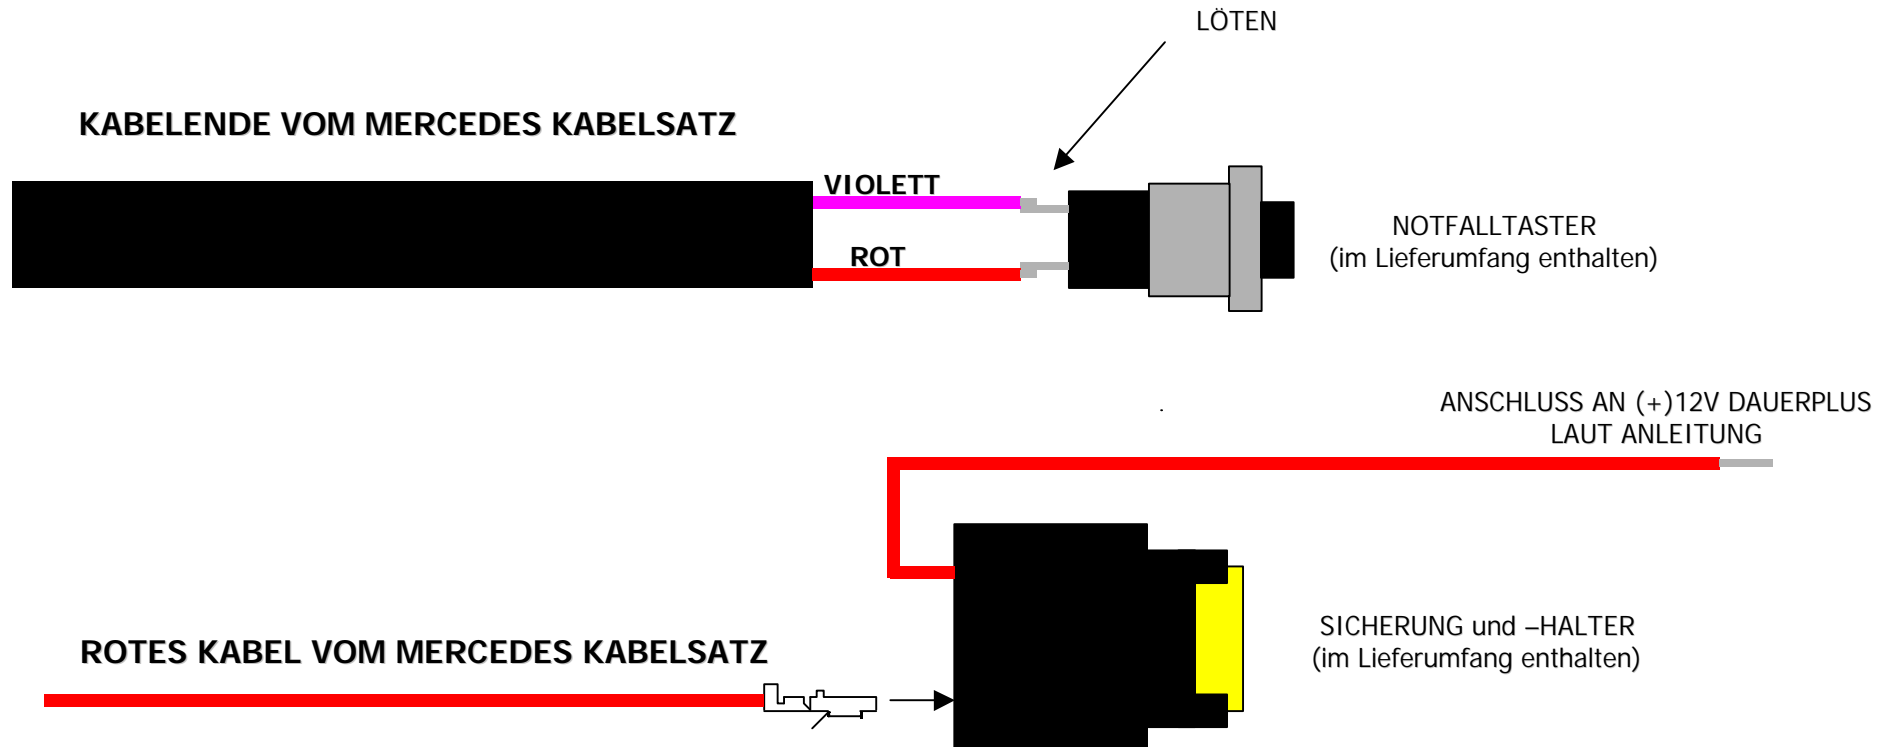 LÖTEN
KABELENDE VOM MERCEDES KABELSATZ
VIOLETT
ROT
NOTFALLTASTER
(im Lieferumfang enthalten)
ANSCHLUSS AN (+)12V DAUERPLUS
LAUT ANLEITUNG
SICHERUNG und –HALTER
(im Lieferumfang enthalten)
ROTES KABEL VOM MERCEDES KABELSATZ